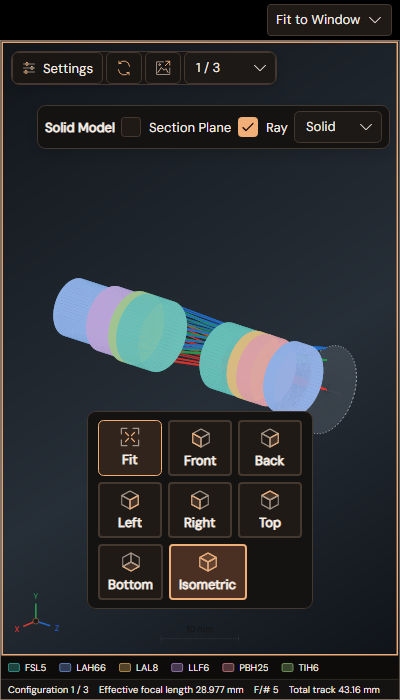 Fit to Window
Settings 1 / 3
Solid Model Section Plane Ray Solid
Fit Front Back
Left Right Top
Bottom Isometric
Y
X Z
FSL5 LAH66 LAL8 LLF6 PBH25 TIH6
Configuration 1 / 3 Effective focal length 28.977 mm F/# 5 Total track 43.16 mm